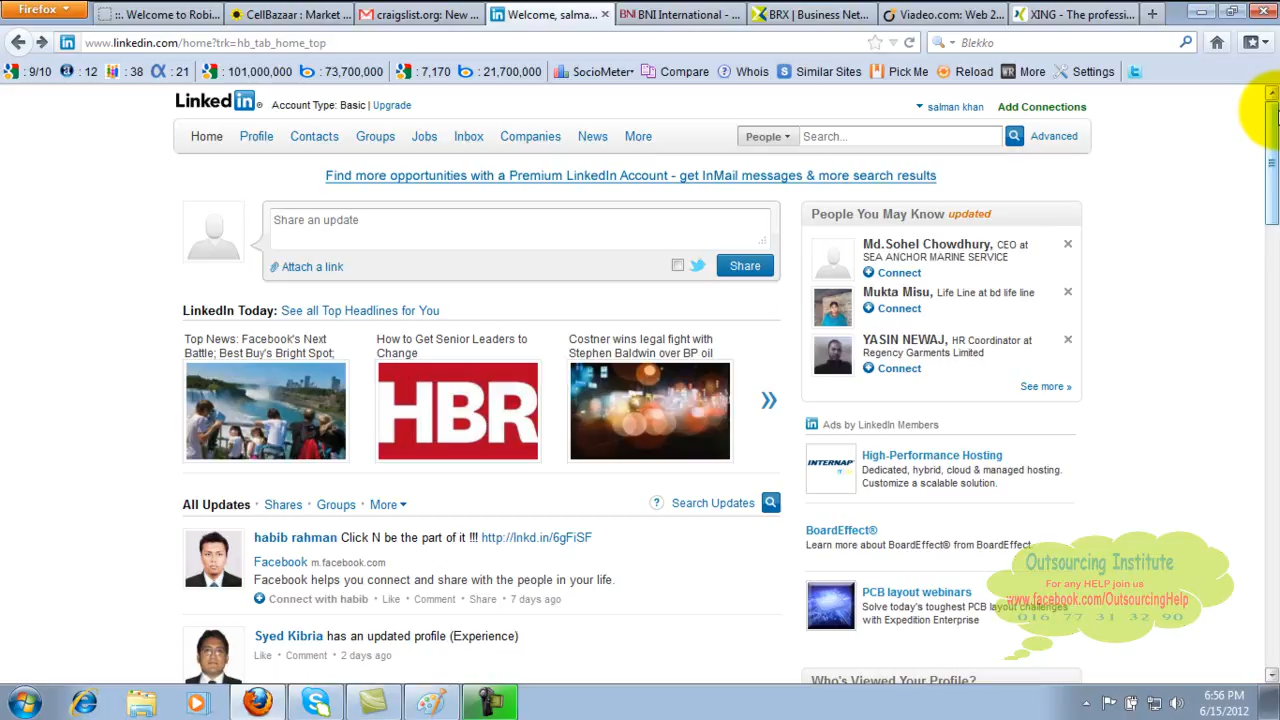 Firefox
::. Welcome to Robi...
CellBazaar : Market ...
craigslist.org: New ...
Welcome, salma...
BNI BNI International - ...
BRX | Business Net...
Viadeo.com: Web 2...
XING - The professi...
www.linkedin.com/home?trk=hb_tab_home_top
Blekko
: 9/10
: 12
: 38
: 21
: 101,000,000
: 73,700,000
: 7,170
: 21,700,000
SocioMeter
Compare
Whois
Similar Sites
Pick Me
Reload
More
Settings
Linked in
Account Type: Basic | Upgrade
salman khan
Add Connections
Home
Profile
Contacts
Groups
Jobs
Inbox
Companies
News
More
People
Search...
Advanced
Find more opportunities with a Premium LinkedIn Account - get InMail messages & more search results
Share an update
Attach a link
Share
LinkedIn Today: See all Top Headlines for You
Top News: Facebook's Next
Battle; Best Buy's Bright Spot;
How to Get Senior Leaders to
Change
HBR
Costner wins legal fight with
Stephen Baldwin over BP oil
All Updates · Shares · Groups · More
Search Updates
habib rahman Click N be the part of it !!! http://lnkd.in/6gFiSF
Facebook m.facebook.com
Facebook helps you connect and share with the people in your life.
Connect with habib · Like · Comment · Share · 7 days ago
Syed Kibria has an updated profile (Experience)
Like · Comment · 2 days ago
People You May Know updated
Md.Sohel Chowdhury, CEO at
SEA ANCHOR MARINE SERVICE
Connect
Mukta Misu, Life Line at bd life line
Connect
YASIN NEWAJ, HR Coordinator at
Regency Garments Limited
Connect
See more »
Ads by LinkedIn Members
INTERNAP
High-Performance Hosting
Dedicated, hybrid, cloud & managed hosting.
Customize a scalable solution.
BoardEffect®
Learn more about BoardEffect® from BoardEffect
PCB layout webinars
Solve today's toughest PCB layout challenges
with Expedition Enterprise
Who's Viewed Your Profile?
Outsourcing Institute
For any HELP join us
www.facebook.com/OutsourcingHelp
016 77 31 32 90
6:56 PM
6/15/2012